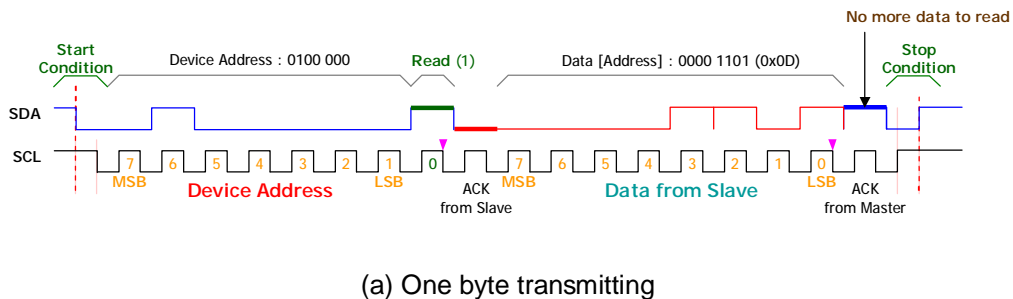 No more data to read
Start
Condition
Device Address : 0100 000
Read (1)
Data [Address] : 0000 1101 (0x0D)
Stop
Condition
SDA
SCL
7 6 5 4 3 2 1 0 7 6 5 4 3 2 1 0
MSB
Device Address
LSB
ACK
from Slave
MSB
Data from Slave
LSB
ACK
from Master
(a) One byte transmitting